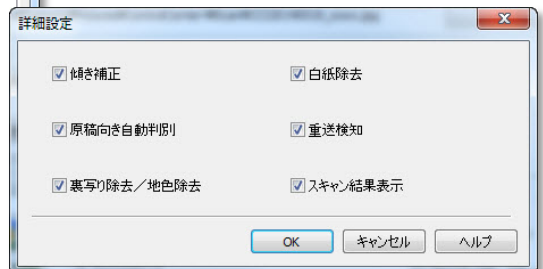 詳細設定
傾き補正 白紙除去
原稿向き自動判別 重送検知
裏写り除去／地色除去 スキャン結果表示
OK キャンセル ヘルプ